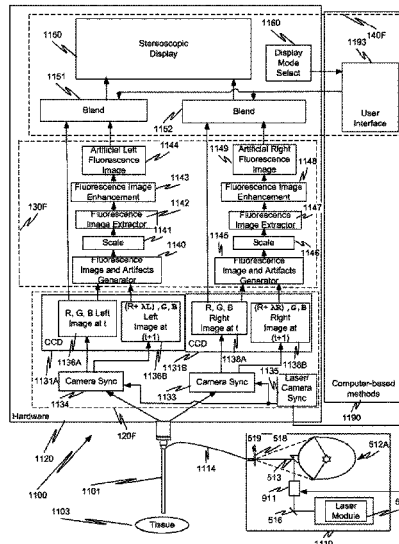 1150
1160
140F
1193
Stereoscopic
Display
Display
Mode
Select
1151
User
Interface
Blend
Blend
1152
Artificial Left
Fluorescence
Image
1144
1149
Artificial Right
Fluorescence
Image
1148
1143
Fluorescence Image
Enhancement
Fluorescence Image
Enhancement
130F
1142
1147
Fluorescence
Image Extractor
Fluorescence
Image Extractor
1141
Scale
1140
1145
Scale
1146
Fluorescence
Image and Artifacts
Generator
Fluorescence
Image and Artifacts
Generator
R, G, B Left
Image at t
(R+ λL) , G, B
Left
Image at
(t+1)
R, G, B
Right
Image at t
(R+ λR) , G, B
Right
Image at
(t+1)
CCD
CCD
1136A
1136B
1131B
1138A
1138B
1131A
1135
Camera Sync
Camera Sync
Laser
Camera
Sync
1134
1133
Computer-based
methods
1190
Hardware
1120
120F
519
518
512A
1114
513
1100
1101
911
1103
516
Laser
Module
Tissue
1110